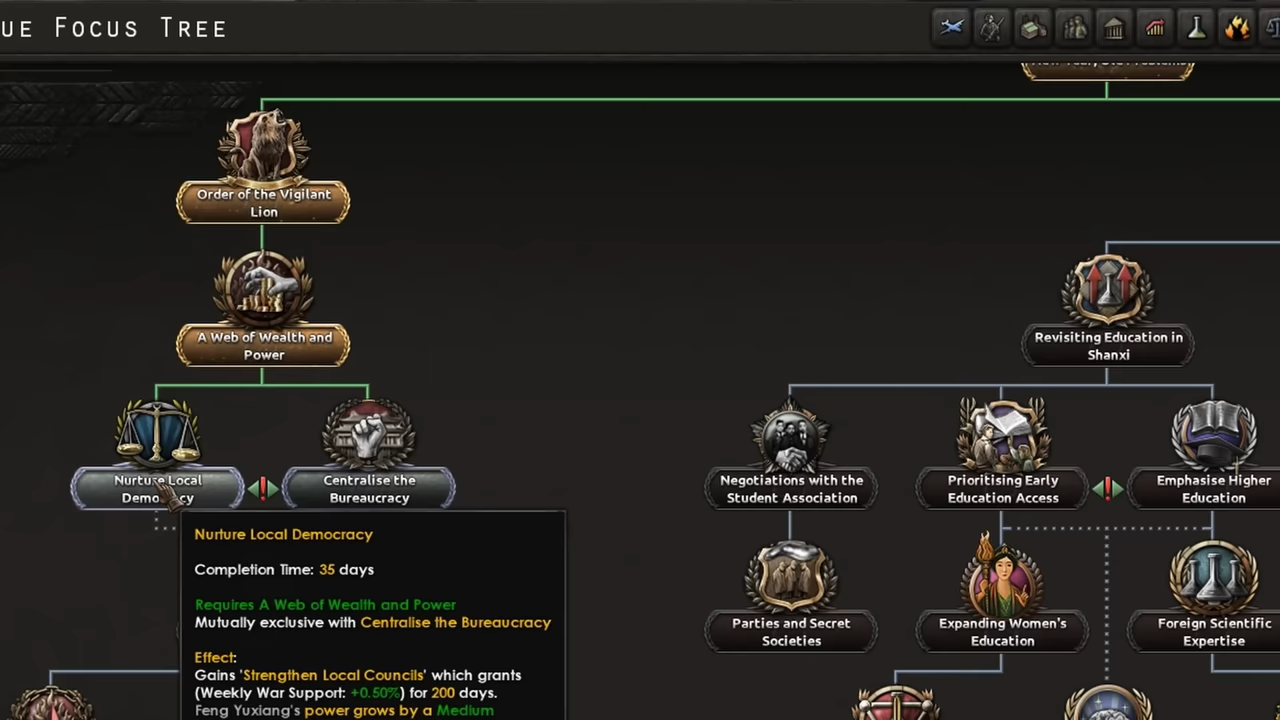 ue Focus Tree
New Year, Old Problems
Order of the Vigilant
Lion
A Web of Wealth and
Power
Revisiting Education in
Shanxi
Nurture Local
Democracy
Centralise the
Bureaucracy
Negotiations with the
Student Association
Prioritising Early
Education Access
Emphasise Higher
Education
Nurture Local Democracy
Completion Time: 35 days
Requires A Web of Wealth and Power
Mutually exclusive with Centralise the Bureaucracy
Effect:
Gains 'Strengthen Local Councils' which grants
(Weekly War Support: +0.50%) for 200 days.
Feng Yuxiang's power grows by a Medium
Parties and Secret
Societies
Expanding Women's
Education
Foreign Scientific
Expertise